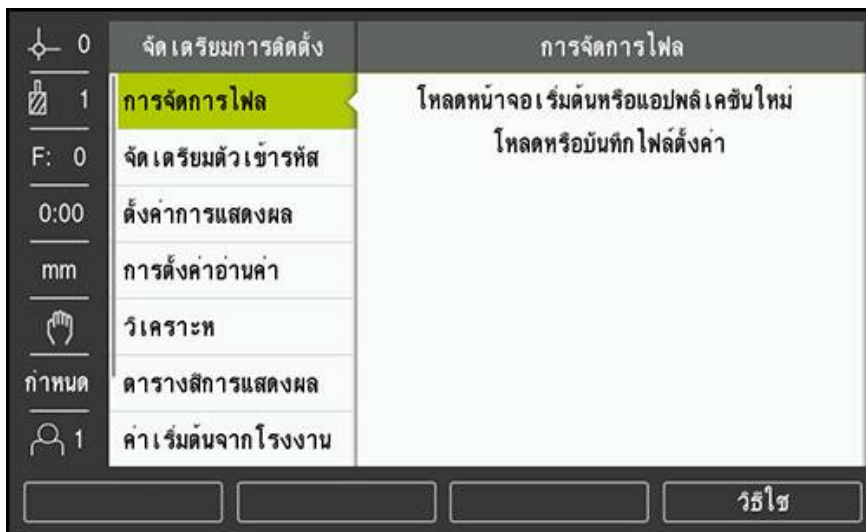 0
จัดเตรียมการติดตั้ง
การจัดการไฟล
1
การจัดการไฟล
โหลดหน้าจอเริ่มต้นหรือแอปพลิเคชันใหม่
F: 0
จัดเตรียมตัวเข้ารหัส
โหลดหรือบันทึกไฟล์ตั้งค่า
0:00
ตั้งค่าการแสดงผล
mm
การตั้งค่าอ่านค่า
วิเคราะห
กำหนด
ตารางสีการแสดงผล
1
ค่าเริ่มต้นจากโรงงาน
วิธีใช